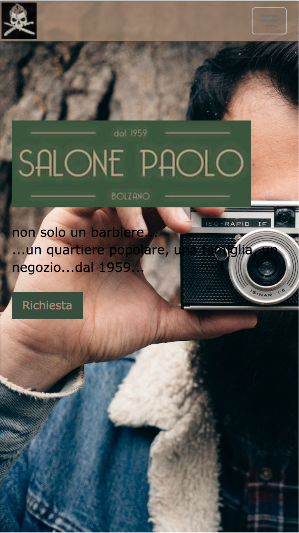 dal 1959
SALONE PAOLO
BOLZANO
non solo un barbiere...
...un quartiere popolare, una famiglia, un
negozio...dal 1959...
Richiesta
ISO-RAPID IF